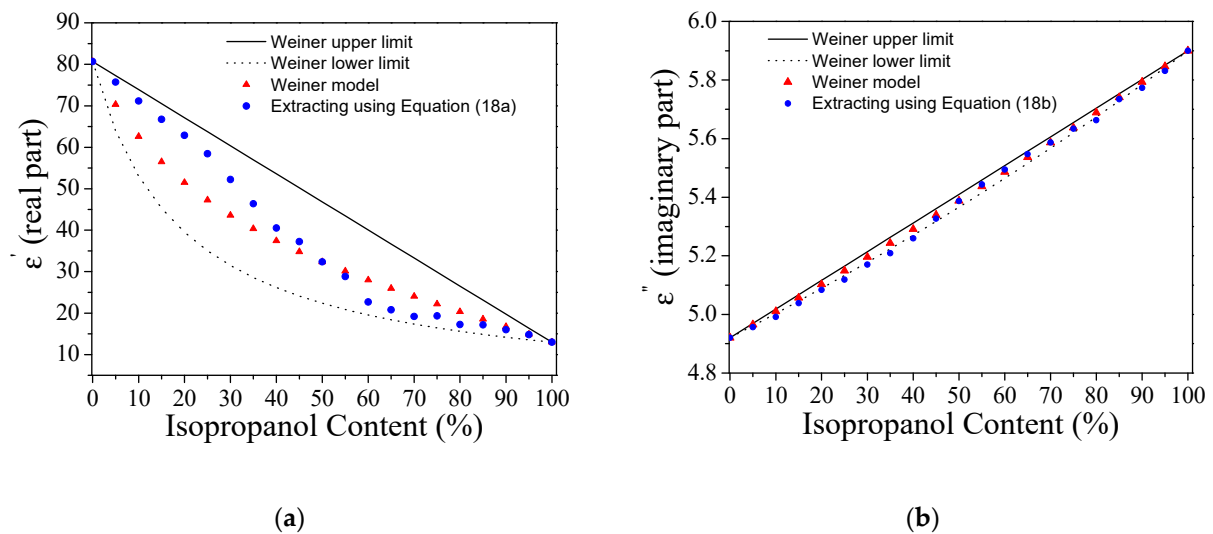 90
80
70
60
50
40
30
20
10
ε' (real part)
Weiner upper limit
Weiner lower limit
Weiner model
Extracting using Equation (18a)
0 10 20 30 40 50 60 70 80 90 100
Isopropanol Content (%)
(a)
6.0
5.8
5.6
5.4
5.2
5.0
4.8
ε" (imaginary part)
Weiner upper limit
Weiner lower limit
Weiner model
Extracting using Equation (18b)
0 10 20 30 40 50 60 70 80 90 100
Isopropanol Content (%)
(b)